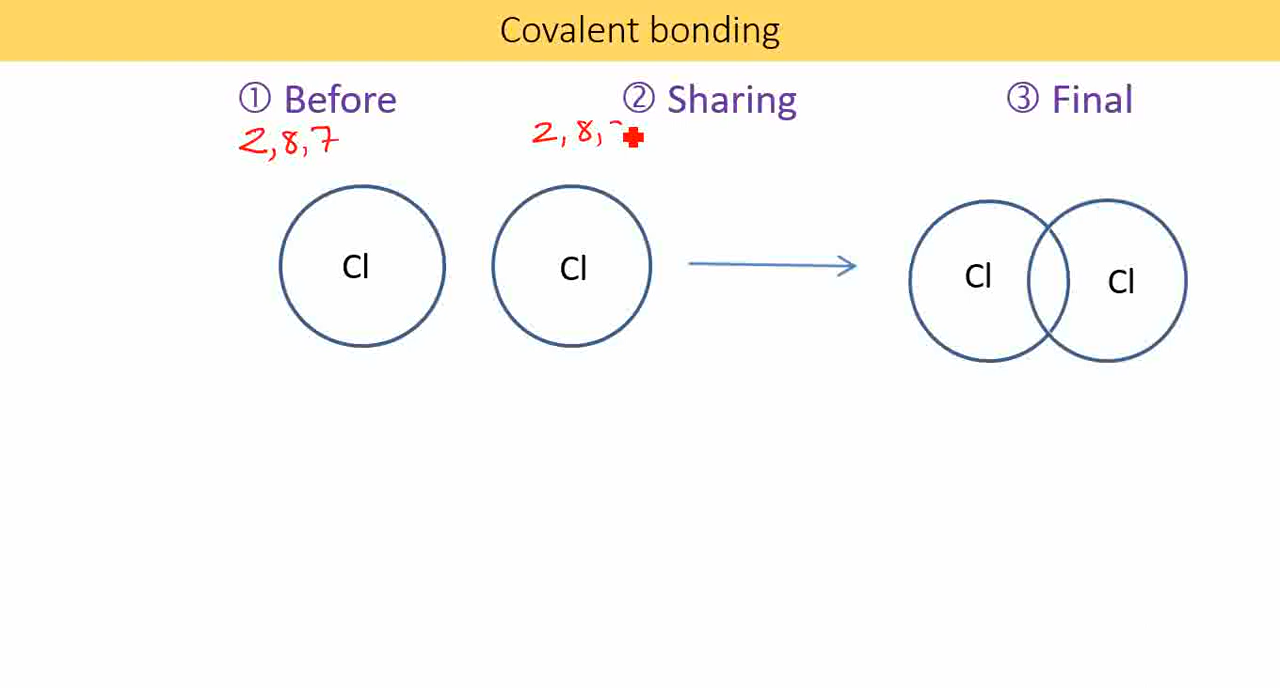 Covalent bonding
① Before ② Sharing ③ Final
2,8,7 2,8,
Cl Cl Cl Cl